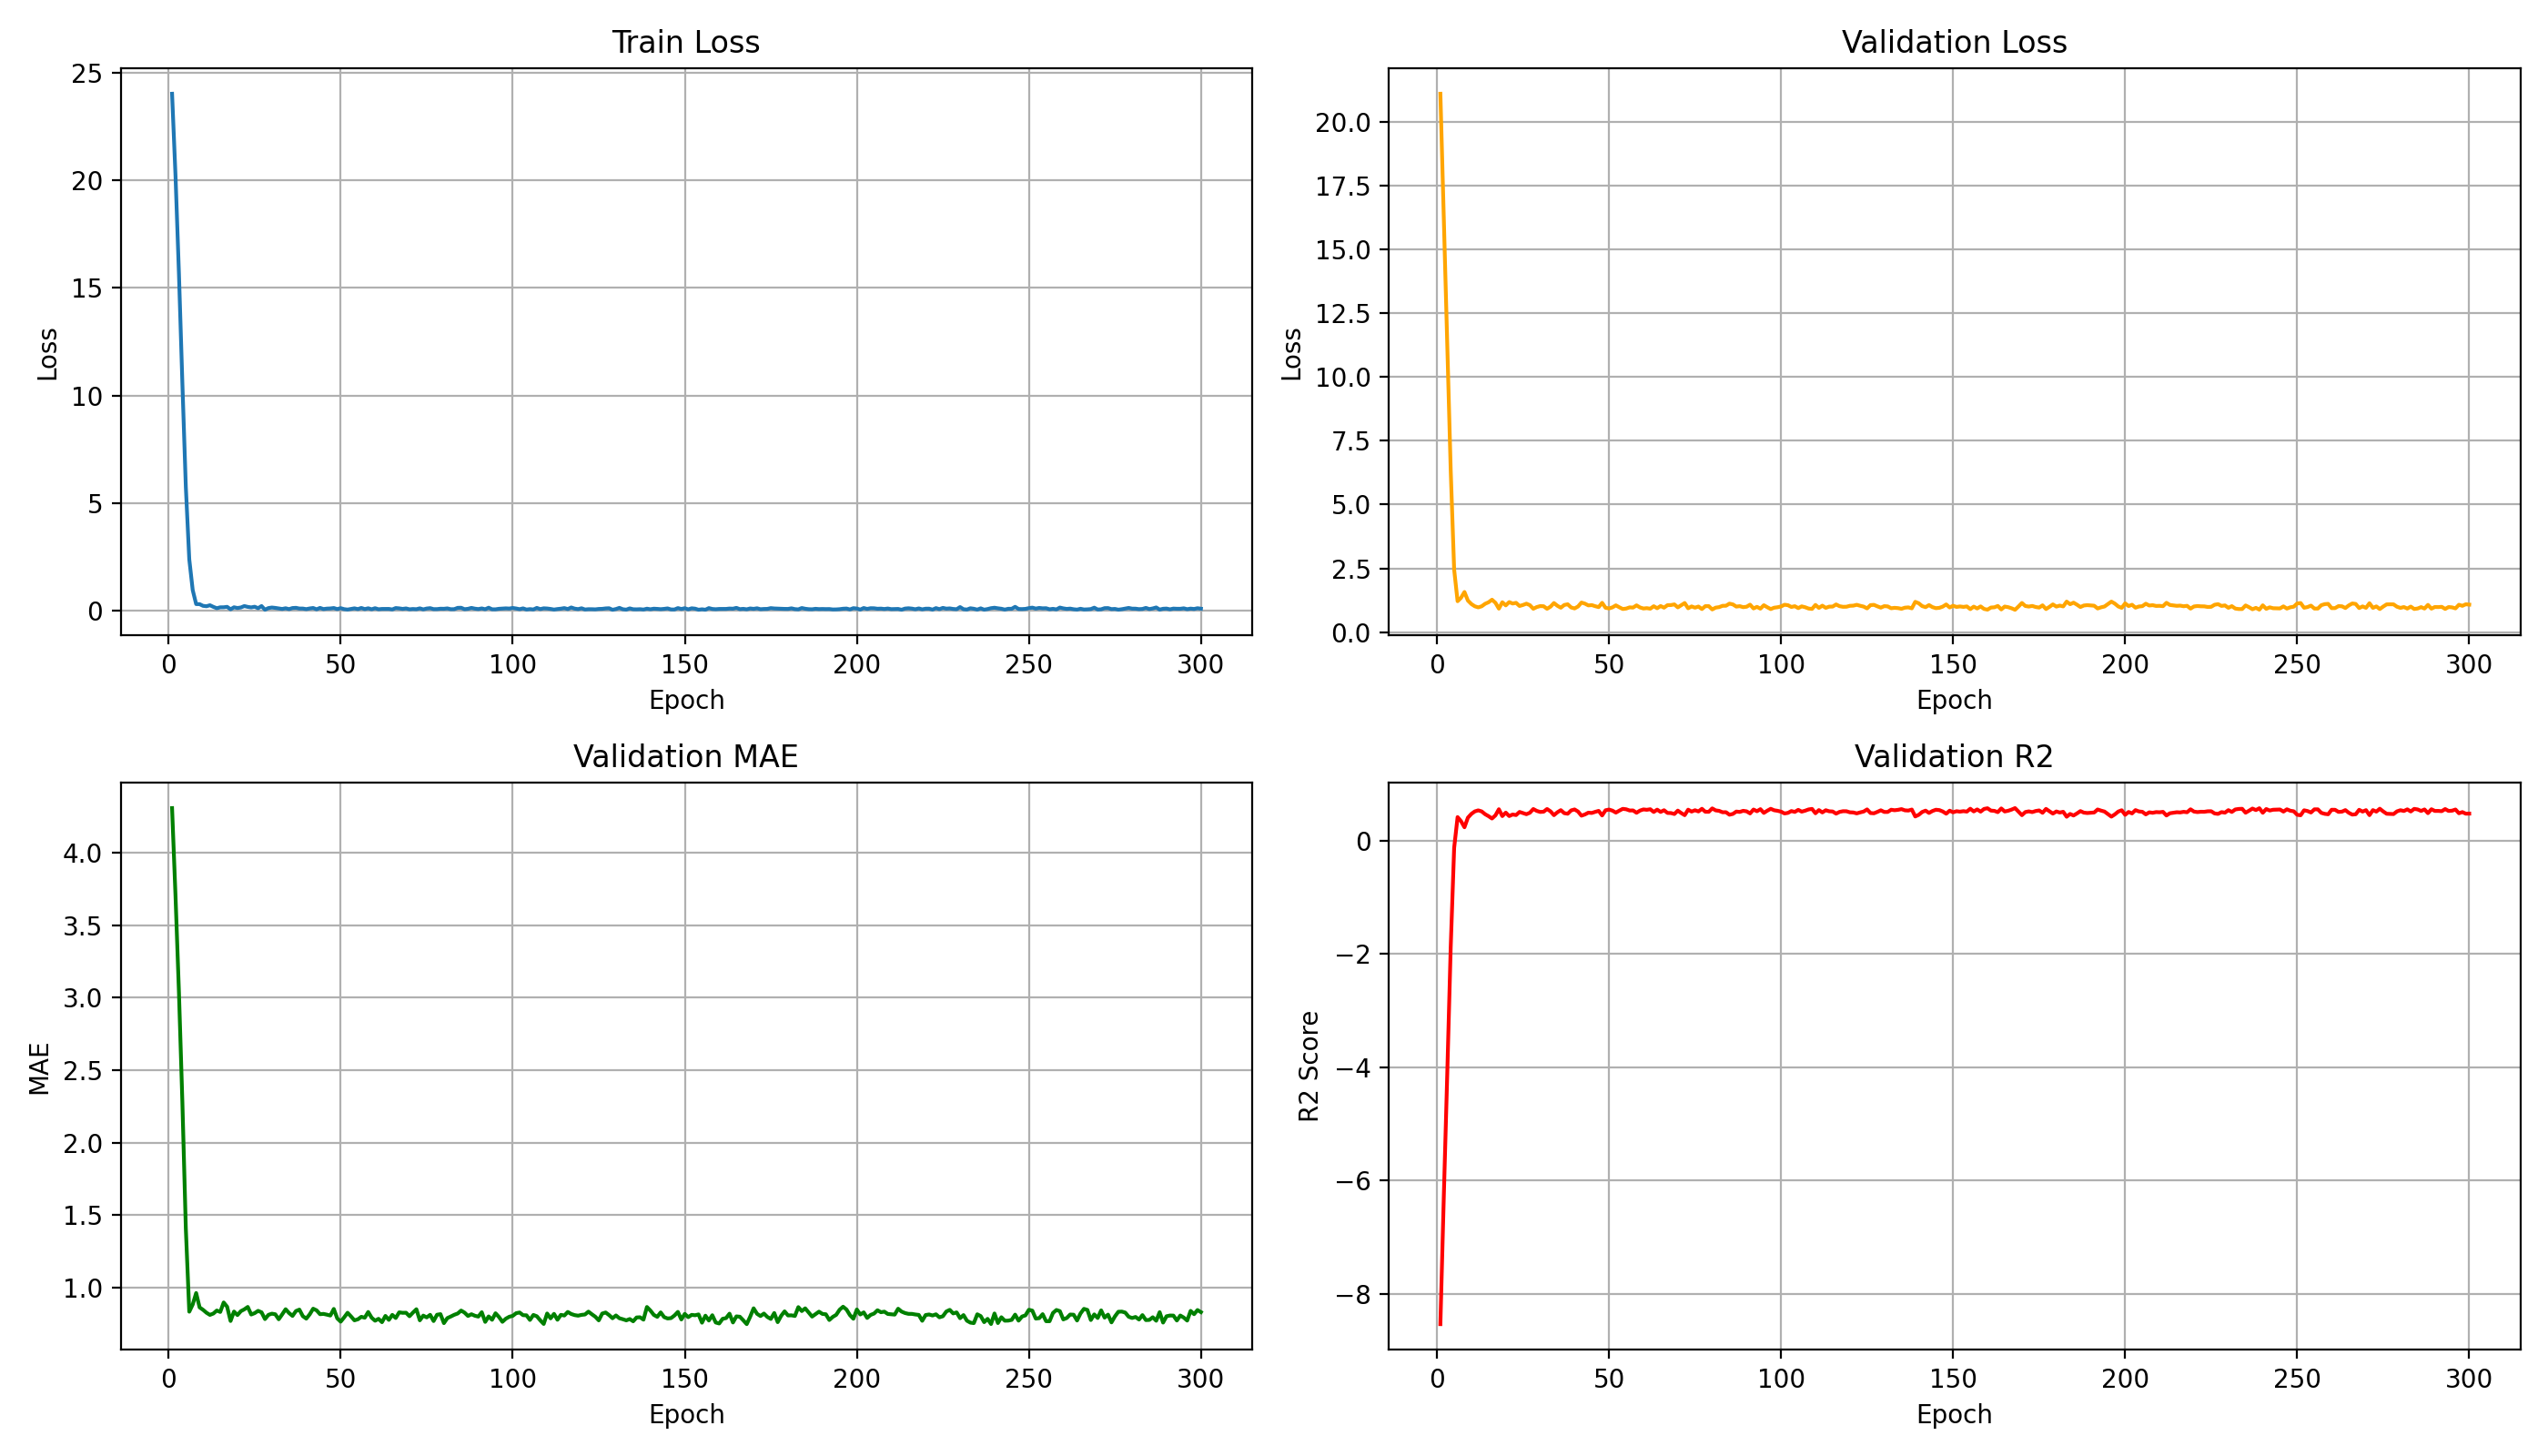 Train Loss
25
20
15
10
5
0
Loss
0 50 100 150 200 250 300
Epoch
Validation Loss
20.0
17.5
15.0
12.5
10.0
7.5
5.0
2.5
0.0
Loss
0 50 100 150 200 250 300
Epoch
Validation MAE
4.0
3.5
3.0
2.5
2.0
1.5
1.0
MAE
0 50 100 150 200 250 300
Epoch
Validation R2
0
−2
−4
−6
−8
R2 Score
0 50 100 150 200 250 300
Epoch